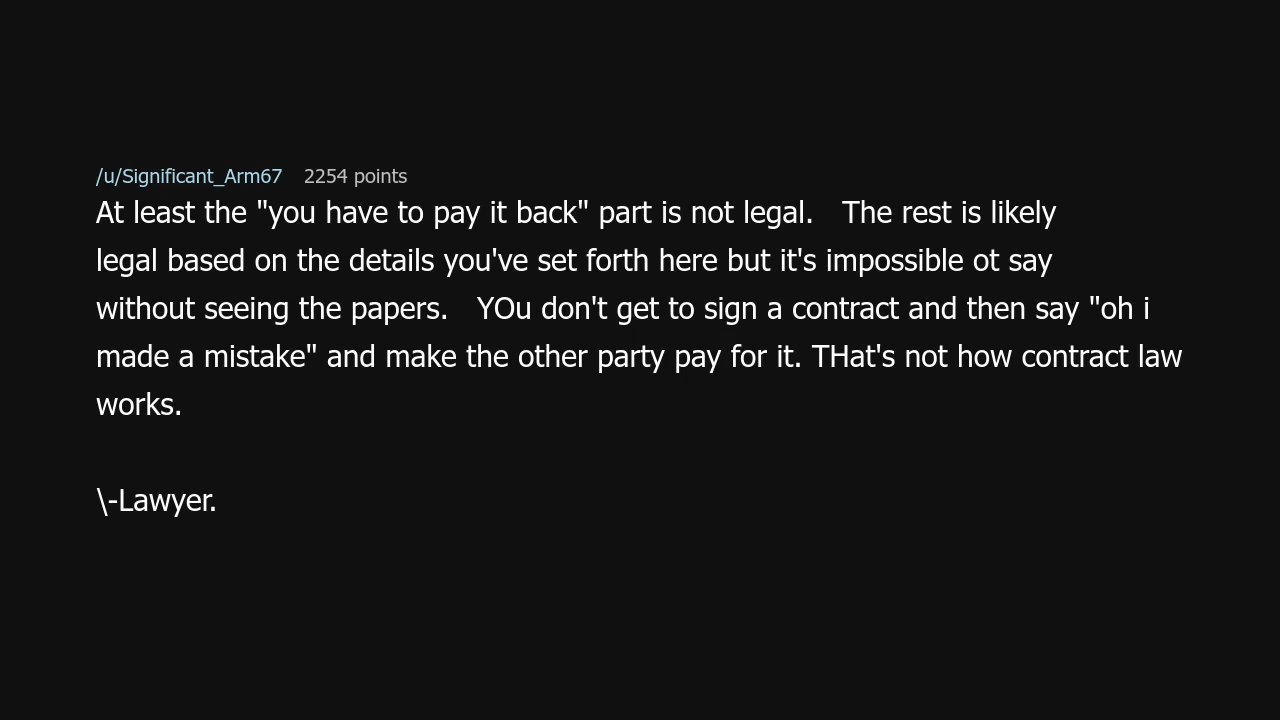 /u/Significant_Arm67 2254 points
At least the "you have to pay it back" part is not legal. The rest is likely
legal based on the details you've set forth here but it's impossible ot say
without seeing the papers. YOu don't get to sign a contract and then say "oh i
made a mistake" and make the other party pay for it. THat's not how contract law
works.
\-Lawyer.